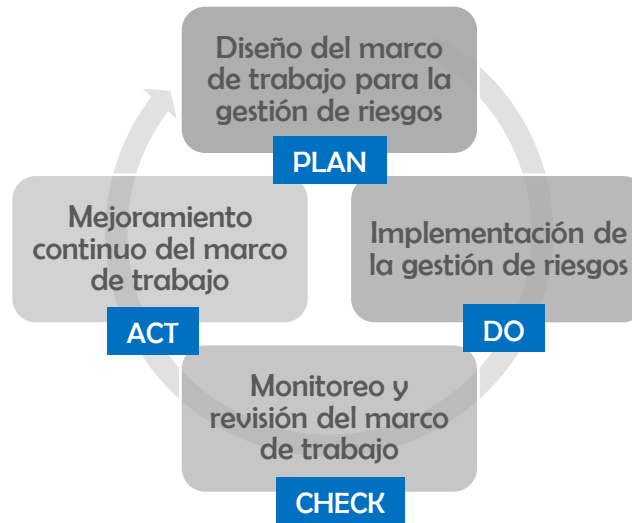 Diseño del marco
de trabajo para la
gestión de riesgos
PLAN
Implementación de
la gestión de riesgos
DO
Monitoreo y
revisión del marco
de trabajo
CHECK
Mejoramiento
continuo del marco
de trabajo
ACT